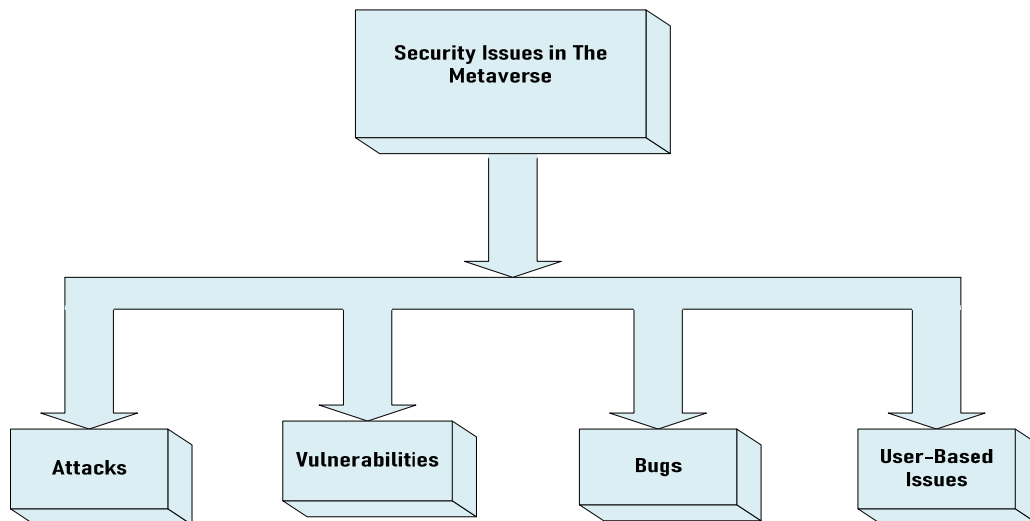 Security Issues in The
Metaverse
Attacks
Vulnerabilities
Bugs
User-Based
Issues